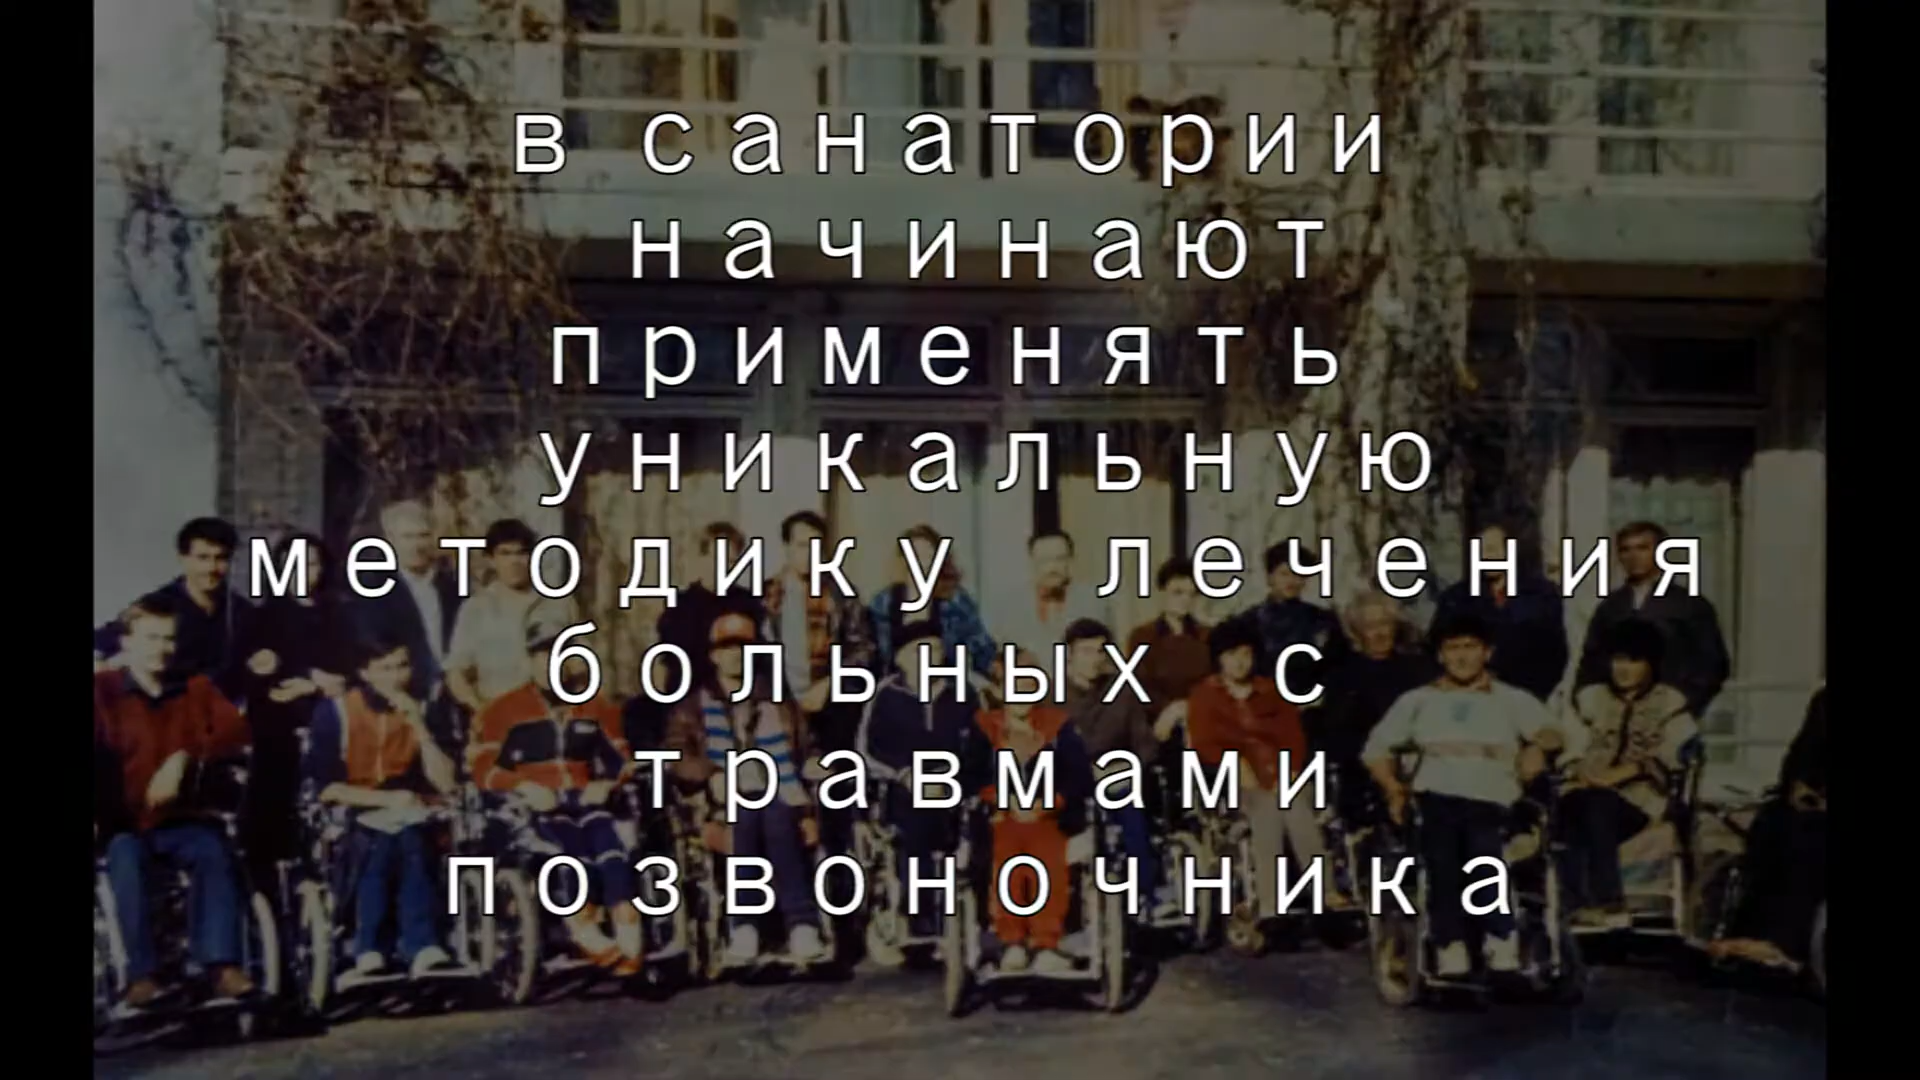 в санатории
начинают
применять
уникальную
методику лечения
больных с
травмами
позвоночника